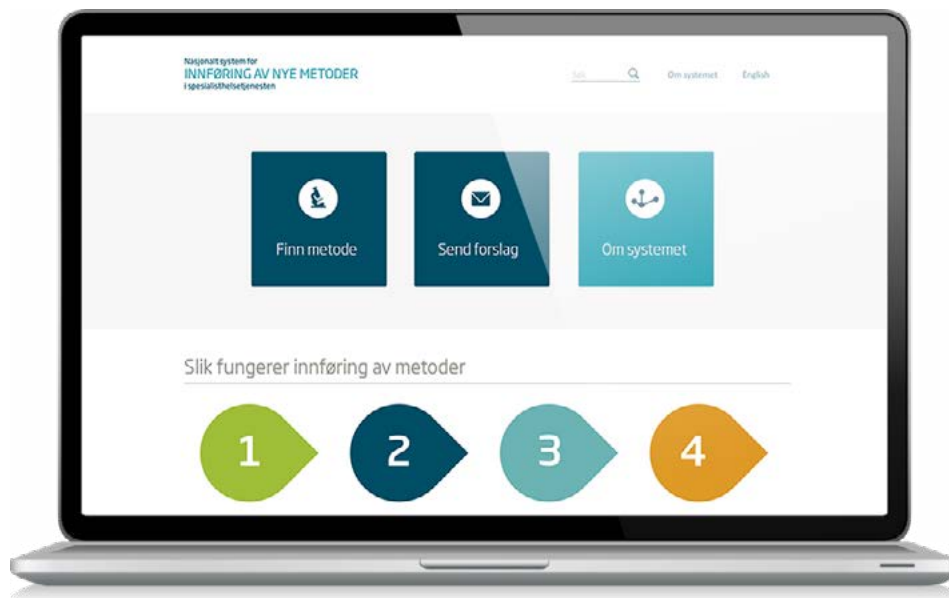 Nasjonalt system for
INNFØRING AV NYE METODER
i spesialisthelsetjenesten
Søk
Om systemet
English
Finn metode
Send forslag
Om systemet
Slik fungerer innføring av metoder
1
2
3
4